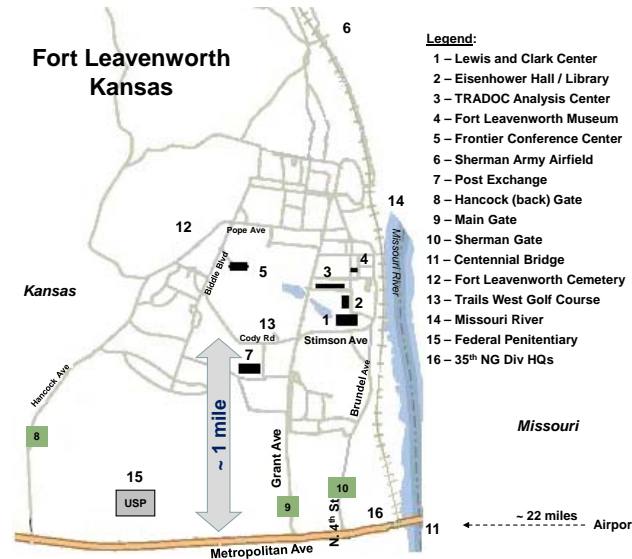 Fort Leavenworth
Kansas
6
Legend:
1 – Lewis and Clark Center
2 – Eisenhower Hall / Library
3 – TRADOC Analysis Center
4 – Fort Leavenworth Museum
5 – Frontier Conference Center
6 – Sherman Army Airfield
7 – Post Exchange
8 – Hancock (back) Gate
9 – Main Gate
10 – Sherman Gate
11 – Centennial Bridge
12 – Fort Leavenworth Cemetery
13 – Trails West Golf Course
14 – Missouri River
15 – Federal Penitentiary
16 – 35th NG Div HQs
14
12
Pope Ave
Missouri River
Biddle Blvd
5
4
3
2
1
Kansas
13
Cody Rd
Stimson Ave
7
Hancock Ave
Brundel Ave
~ 1 mile
Grant Ave
Missouri
8
15
USP
10
9
N. 4th St
16
11
~ 22 miles
Airpor
Metropolitan Ave